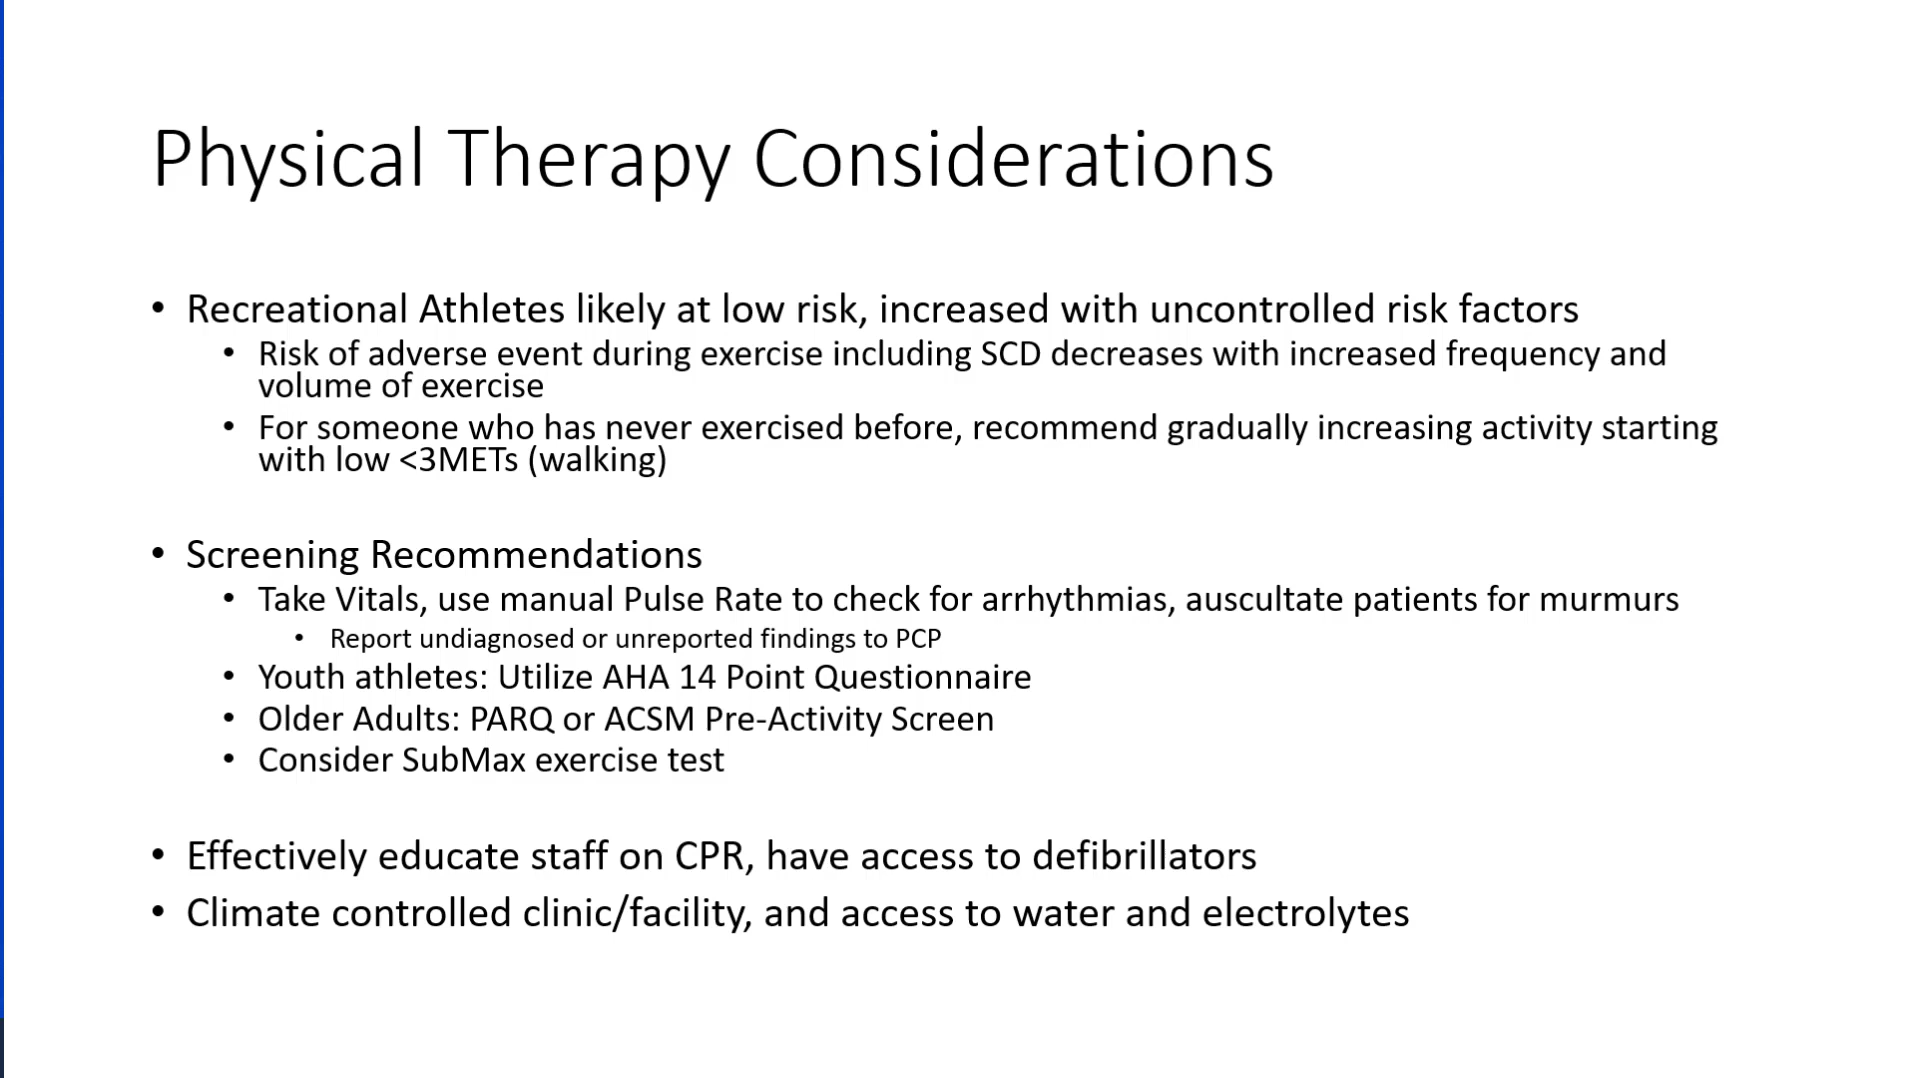 Physical Therapy Considerations
• Recreational Athletes likely at low risk, increased with uncontrolled risk factors
• Risk of adverse event during exercise including SCD decreases with increased frequency and
volume of exercise
• For someone who has never exercised before, recommend gradually increasing activity starting
with low <3METs (walking)
• Screening Recommendations
• Take Vitals, use manual Pulse Rate to check for arrhythmias, auscultate patients for murmurs
• Report undiagnosed or unreported findings to PCP
• Youth athletes: Utilize AHA 14 Point Questionnaire
• Older Adults: PARQ or ACSM Pre-Activity Screen
• Consider SubMax exercise test
• Effectively educate staff on CPR, have access to defibrillators
• Climate controlled clinic/facility, and access to water and electrolytes